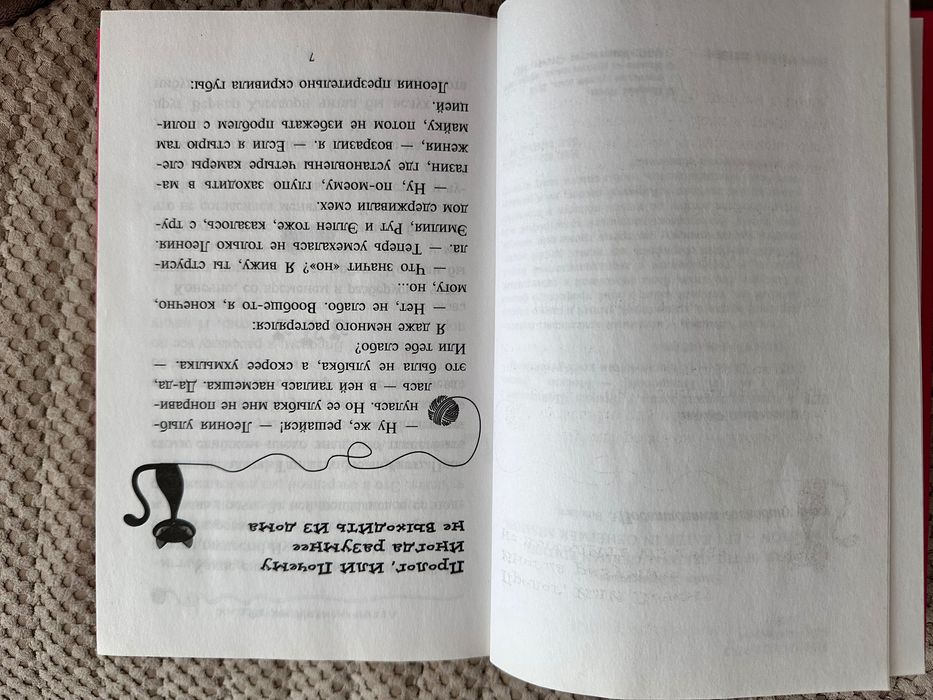 Пролог, или Почему
иногда разумнее
не выходить из дома
— Ну же, решайся! — Леония улыб-
нулась. Но ее улыбка мне не понрави-
лась — в ней таилась насмешка. Да-да,
это была не улыбка, а скорее ухмылка. —
Или тебе слабо?
Я даже немного растерялся:
— Нет, не слабо. Вообще-то я, конечно,
могу, но...
— Что значит «но»? Я вижу, ты струси-
ла. — Теперь усмехалась не только Леония.
Эмилия, Рут и Эллен тоже, казалось, с тру-
дом сдерживали смех.
— Ну, по-моему, глупо заходить в ма-
газин, где установлены четыре камеры сле-
жения, — возразил я. — Если я стырю там
майку, потом не избежать проблем с поли-
цией.
Леония презрительно скривила губы:
7